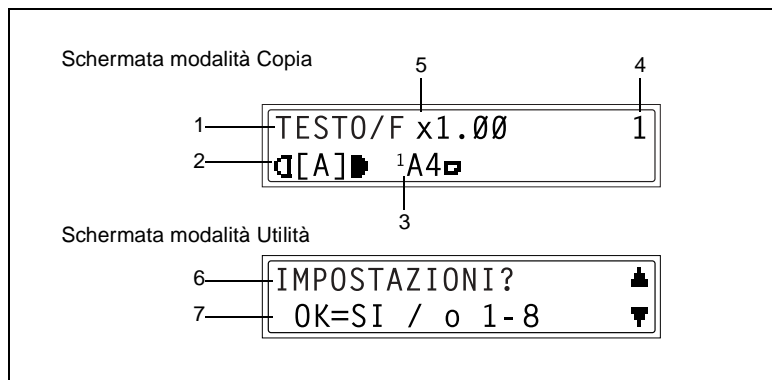 Schermata modalità Copia
5 4
1 TESTO/F x1.00 1
2 [A] ¹A4
3
Schermata modalità Utilità
6 IMPOSTAZIONI?
7 OK=SI / o 1-8